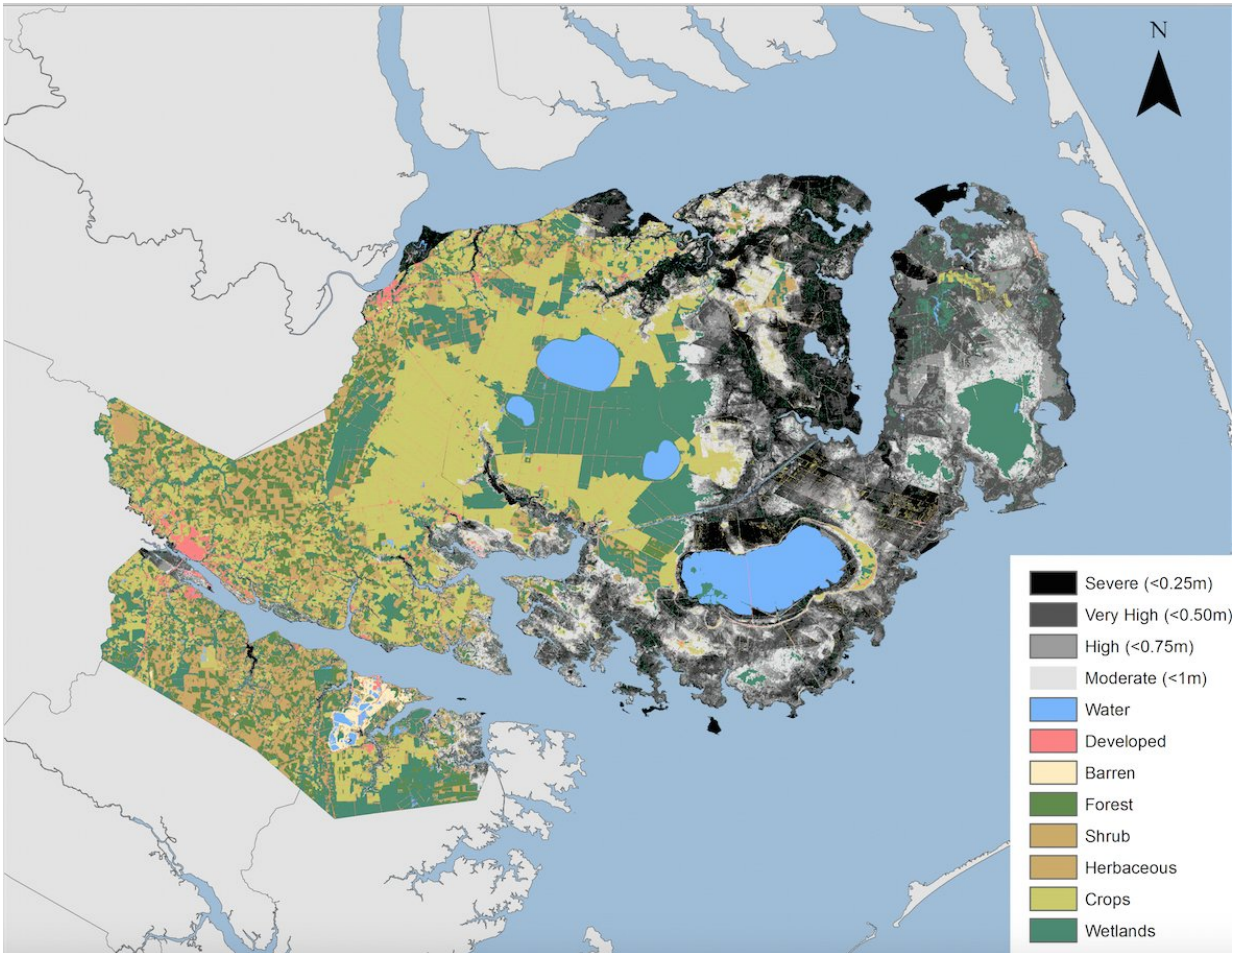 N
Severe (<0.25m)
Very High (<0.50m)
High (<0.75m)
Moderate (<1m)
Water
Developed
Barren
Forest
Shrub
Herbaceous
Crops
Wetlands